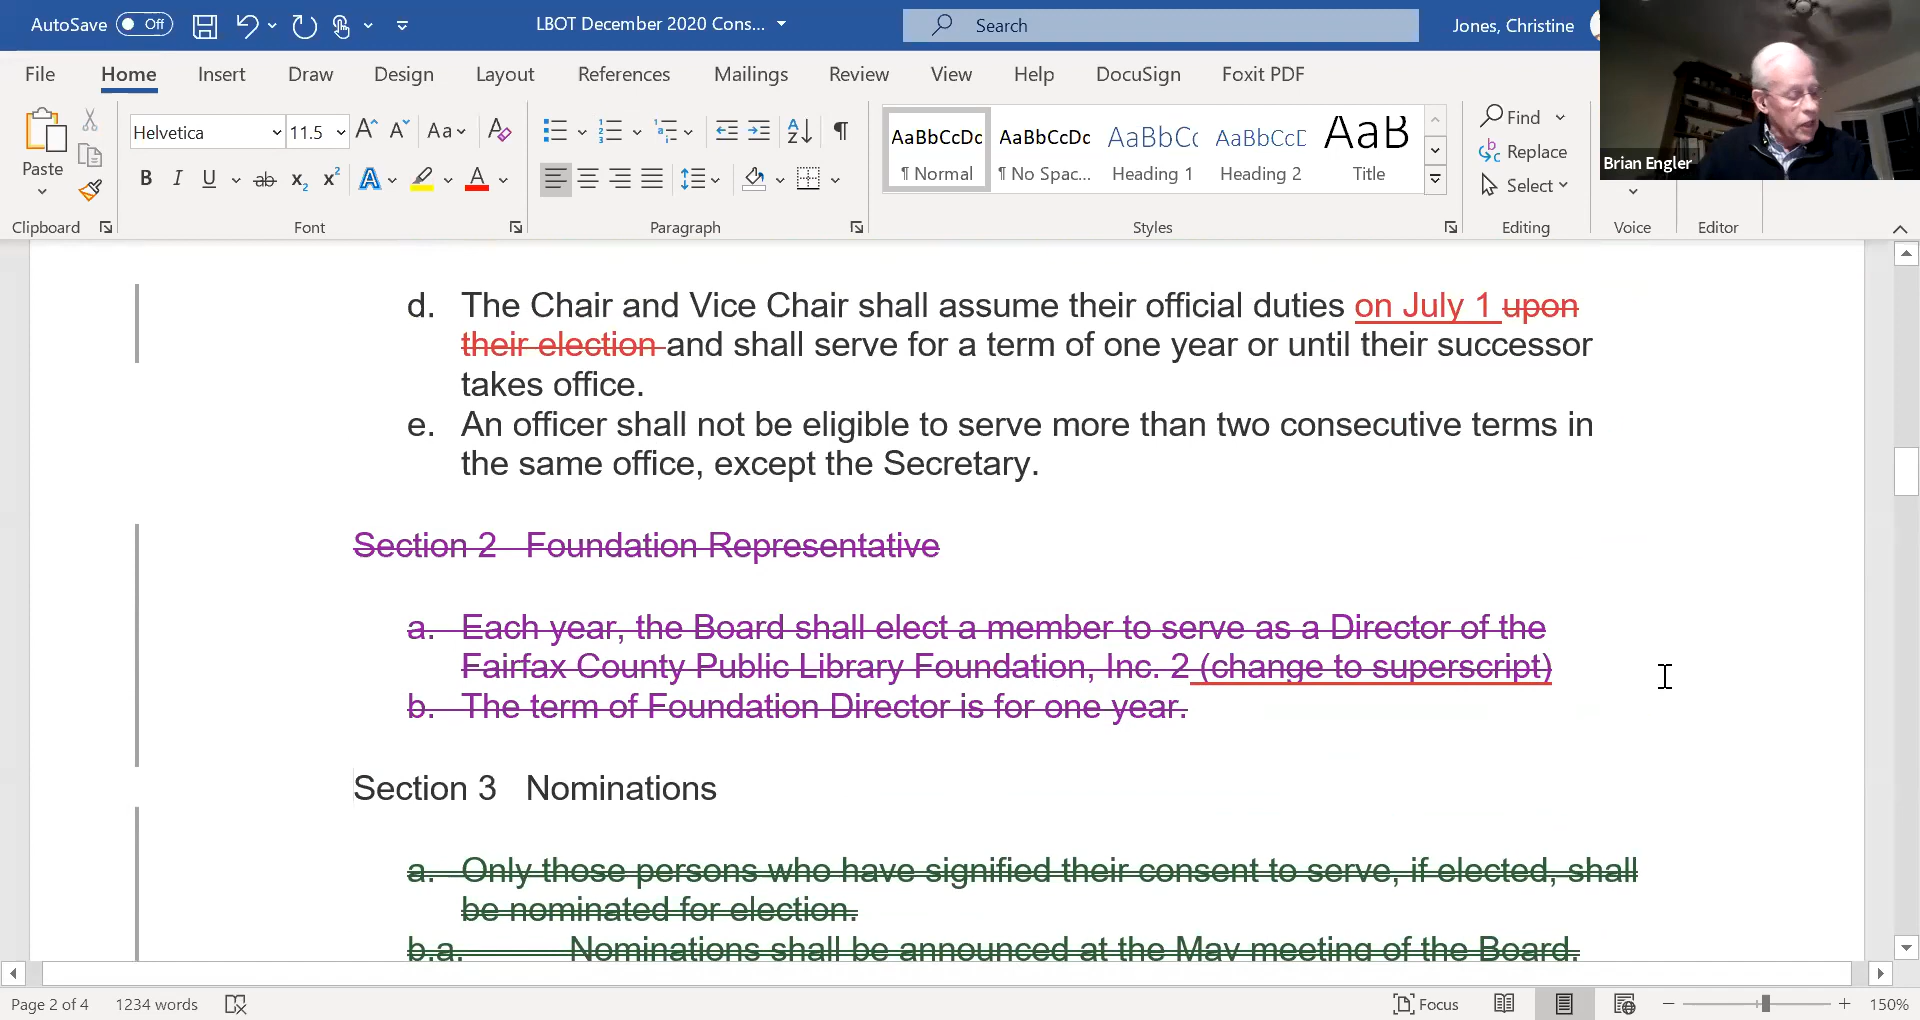 AutoSave Off LBOT December 2020 Cons... Search Jones, Christine
File Home Insert Draw Design Layout References Mailings Review View Help DocuSign Foxit PDF
Helvetica 11.5 A A Aa A AaBbCcDc AaBbCcDc AaBbCc AaBbCcD AaB Find
Paste Replace
B I U ab x2 x2 A A Normal No Spac... Heading 1 Heading 2 Title Select
Brian Engler
Clipboard Font Paragraph Styles Editing Voice Editor
d. The Chair and Vice Chair shall assume their official duties on July 1 upon
their election and shall serve for a term of one year or until their successor
takes office.
e. An officer shall not be eligible to serve more than two consecutive terms in
the same office, except the Secretary.
Section 2 Foundation Representative
a. Each year, the Board shall elect a member to serve as a Director of the
Fairfax County Public Library Foundation, Inc. 2 (change to superscript)
b. The term of Foundation Director is for one year.
Section 3 Nominations
a. Only those persons who have signified their consent to serve, if elected, shall
be nominated for election.
b.a. Nominations shall be announced at the May meeting of the Board.
Page 2 of 4 1234 words Focus 150%